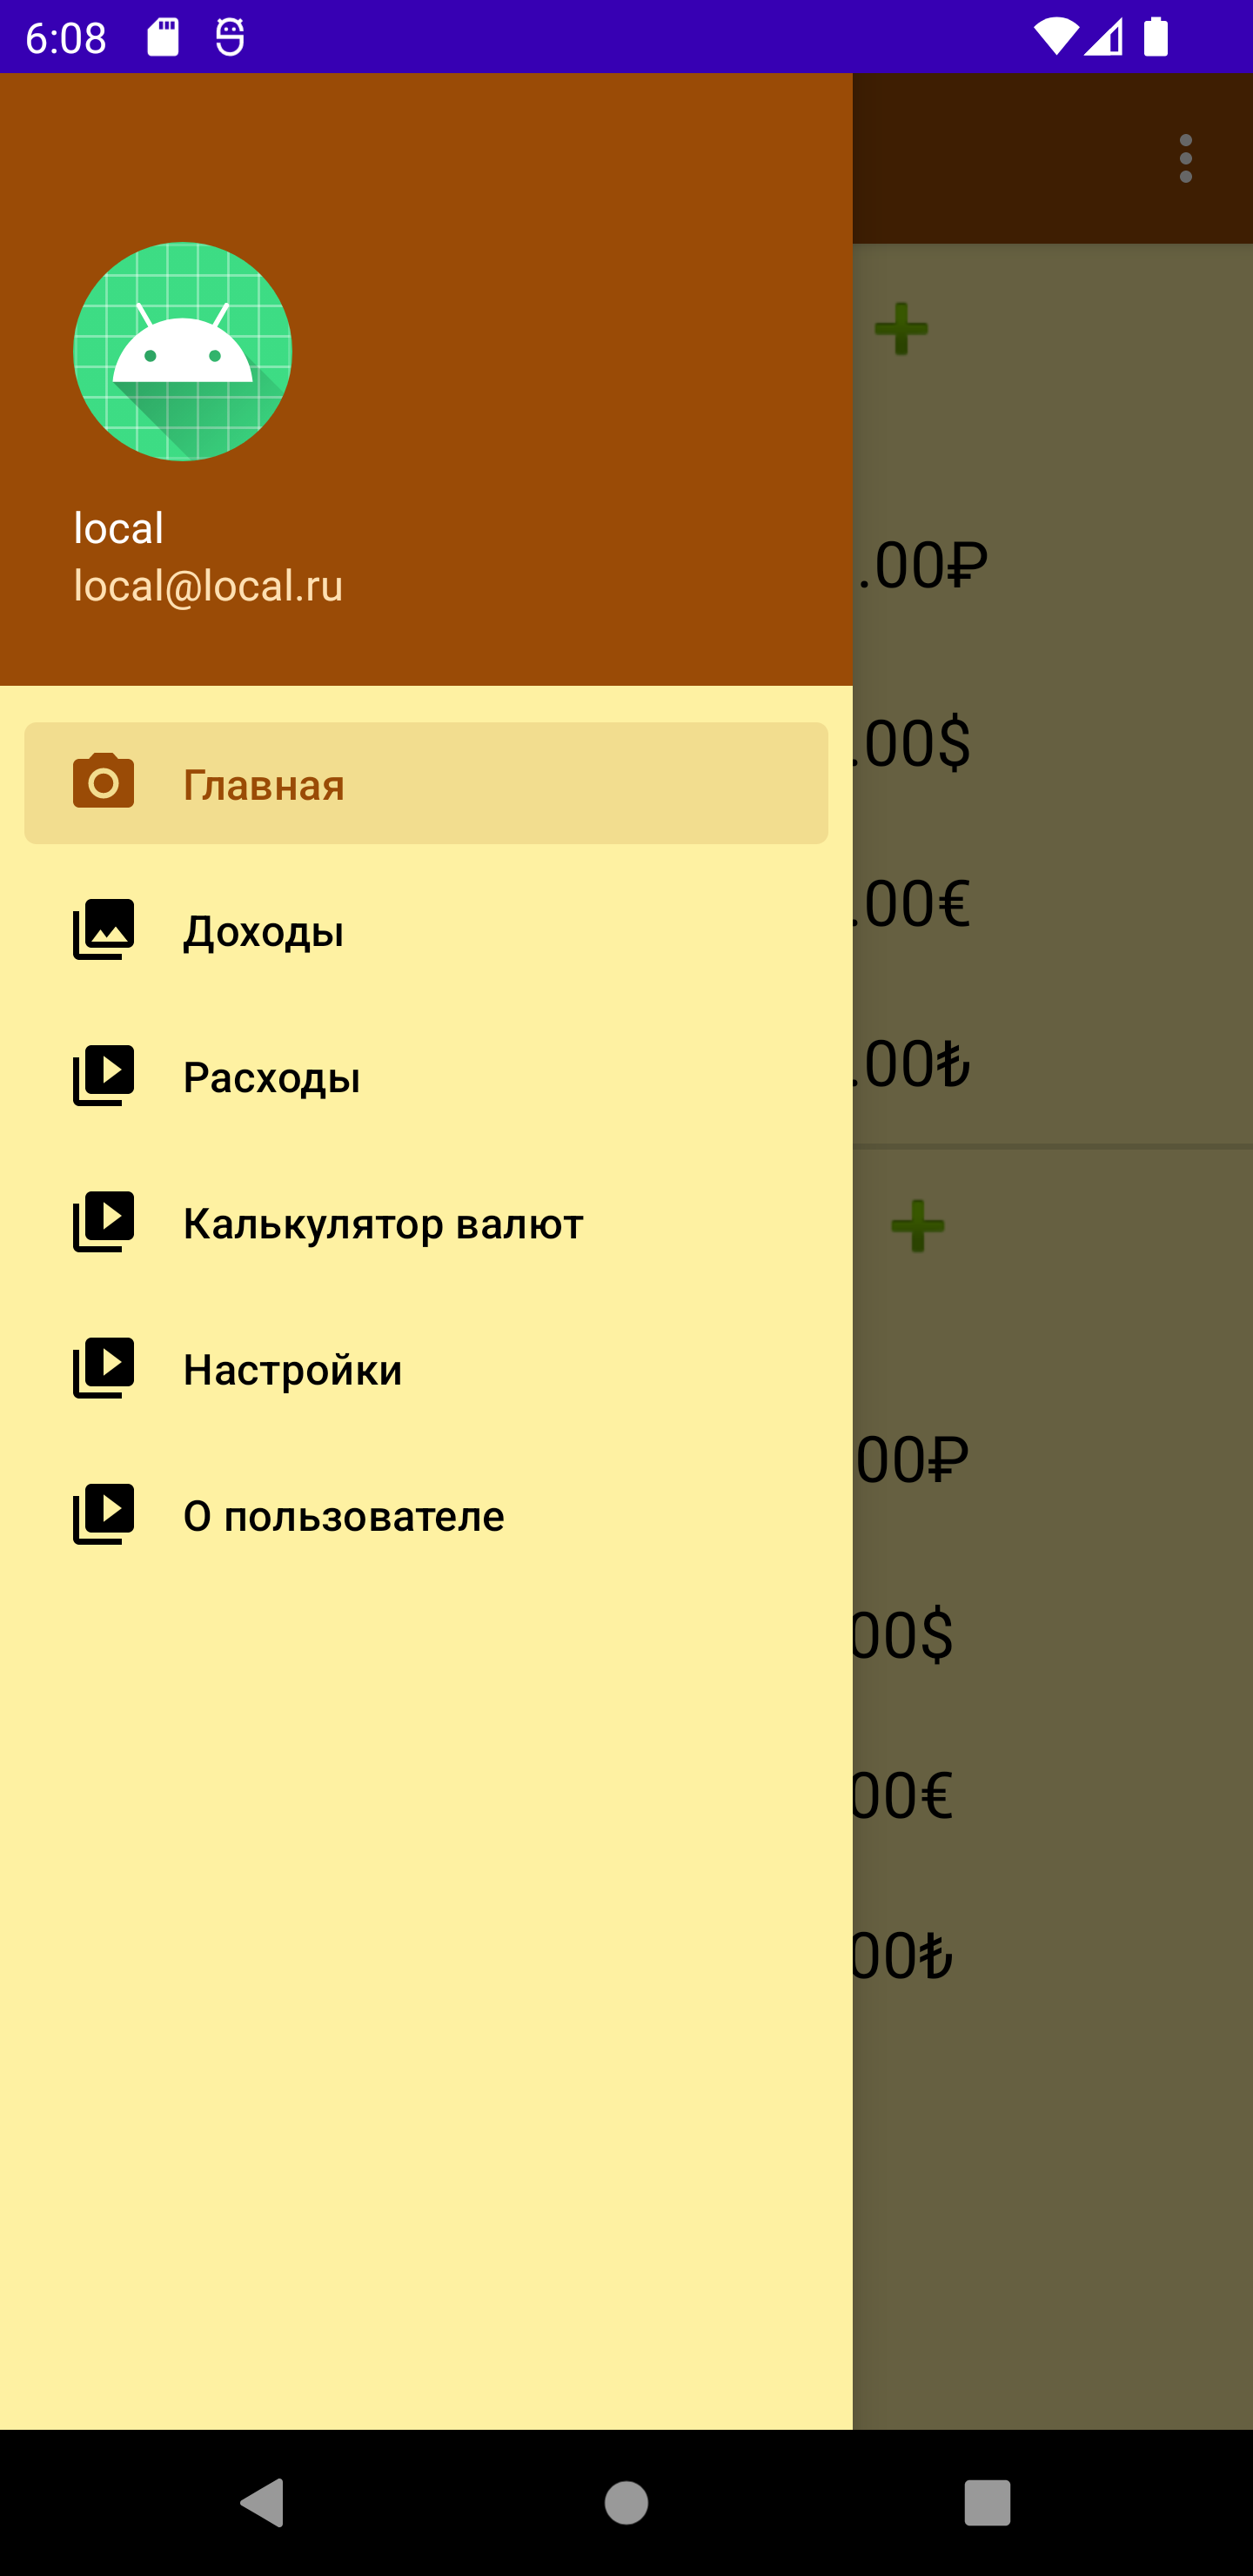 6:08
local
local@local.ru
Главная
Доходы
Расходы
Калькулятор валют
Настройки
О пользователе
.00₽
.00$
.00€
.00₺
00₽
00$
00€
00₺